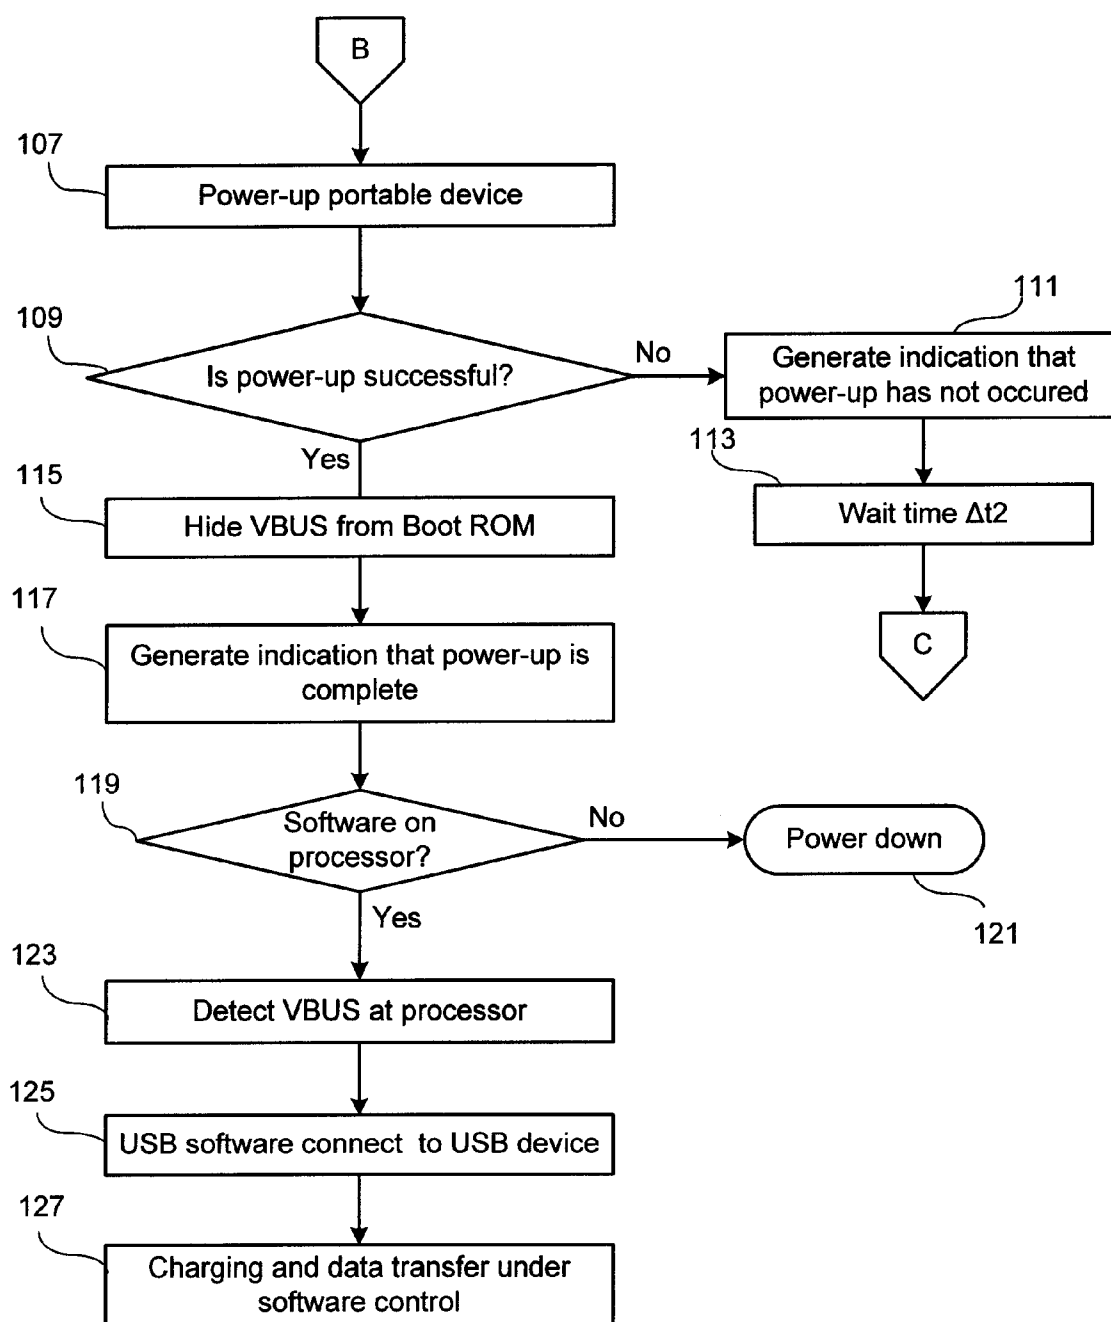 B
107
Power-up portable device
109
Is power-up successful?
No
111
Generate indication that
power-up has not occured
Yes
113
Wait time Δt2
C
115
Hide VBUS from Boot ROM
117
Generate indication that power-up is
complete
119
Software on
processor?
No
Power down
121
Yes
123
Detect VBUS at processor
125
USB software connect to USB device
127
Charging and data transfer under
software control